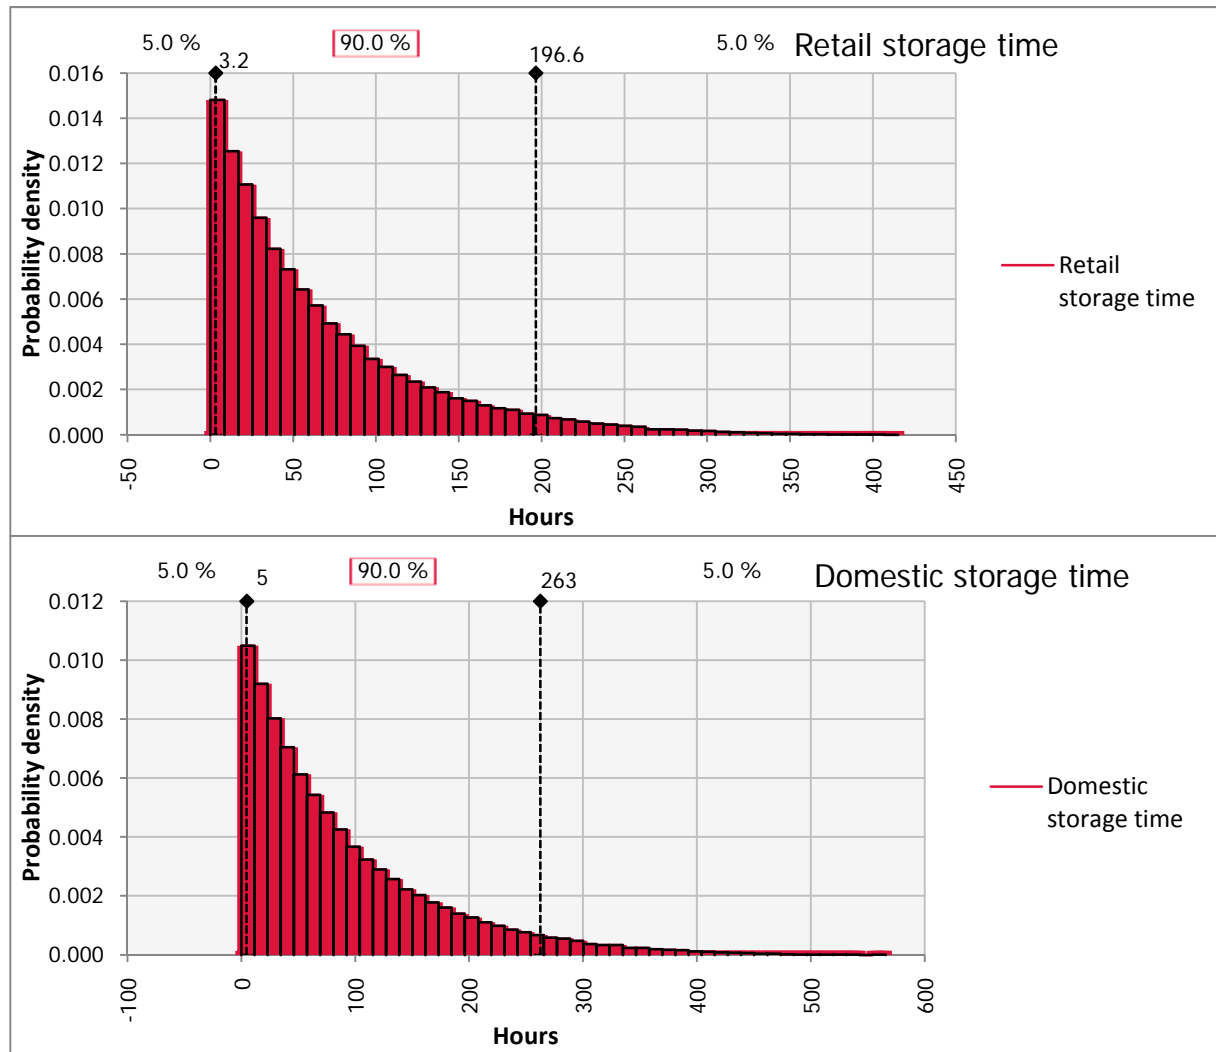 5.0 % 90.0 % 5.0 % Retail storage time
3.2 196.6
0.016
0.014
0.012
0.010
0.008
0.006
0.004
0.002
0.000
Probability density
-50 0 50 100 150 200 250 300 350 400 450
Hours
Retail
storage time
5.0 % 5 90.0 % 263 5.0 % Domestic storage time
0.012
0.010
0.008
0.006
0.004
0.002
0.000
Probability density
-100 0 100 200 300 400 500 600
Hours
Domestic
storage time